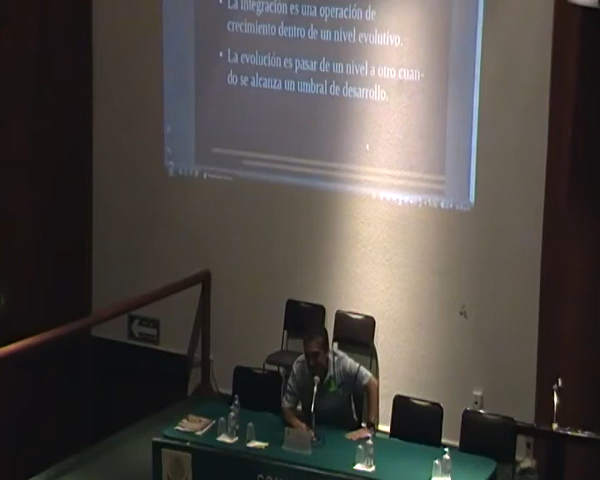 • La integración es una operación de
crecimiento dentro de un nivel evolutivo.
• La evolución es pasar de un nivel a otro cuan-
do se alcanza un umbral de desarrollo.